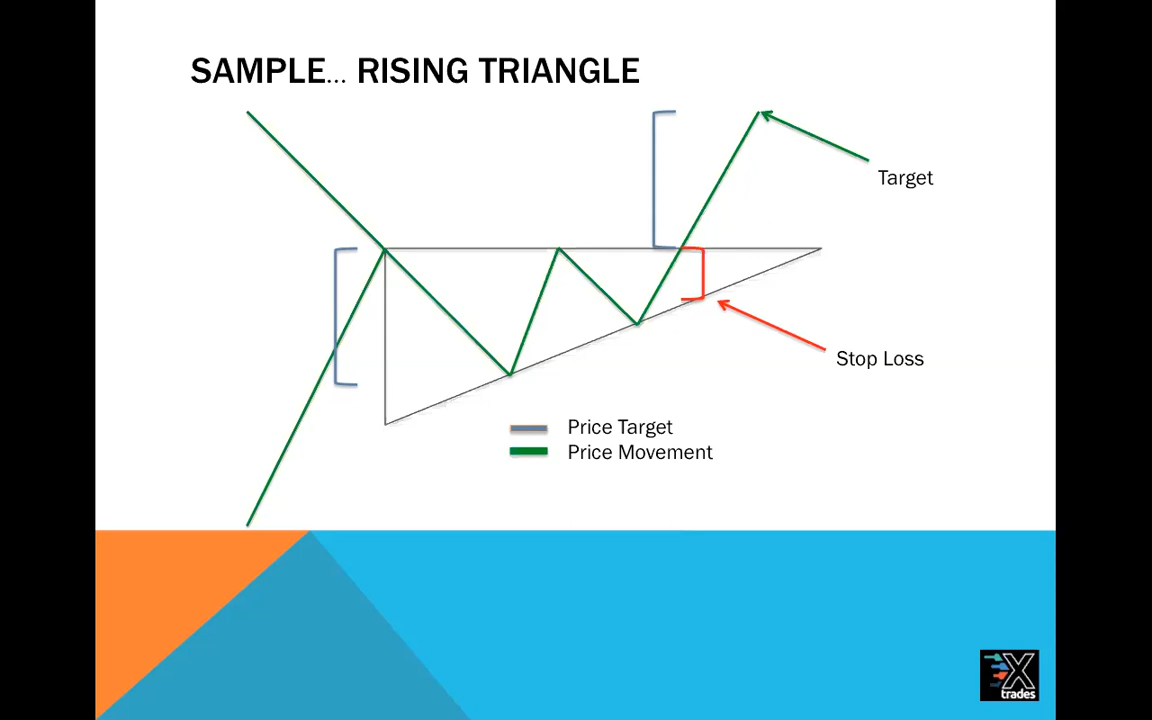 SAMPLE... RISING TRIANGLE
Target
Stop Loss
Price Target
Price Movement
X
trades